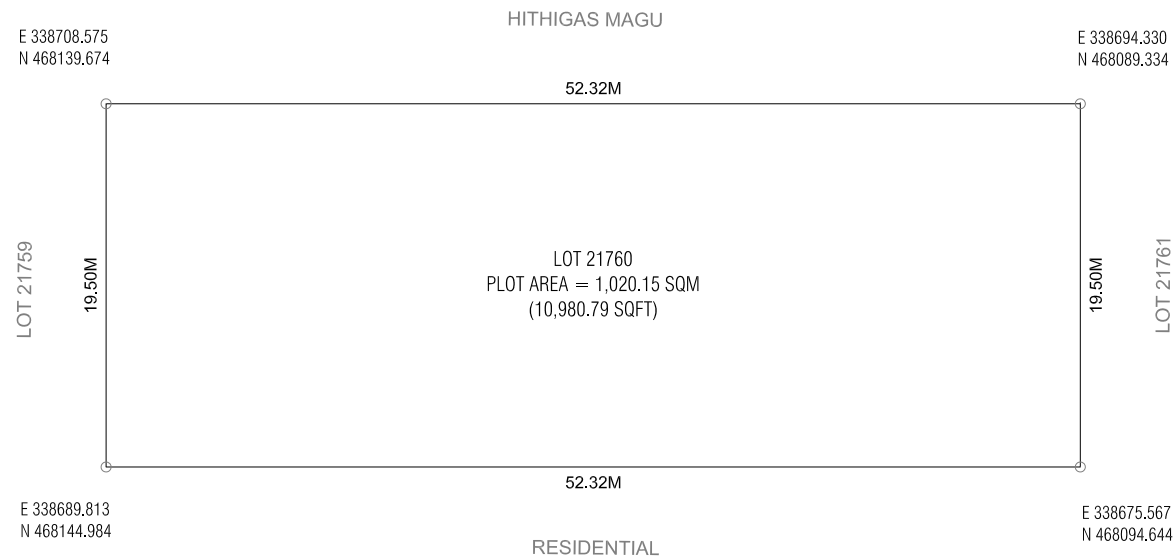 HITHIGAS MAGU
E 338708.575
N 468139.674
E 338694.330
N 468089.334
52.32M
LOT 21759
19.50M
LOT 21760
PLOT AREA = 1,020.15 SQM
(10,980.79 SQFT)
19.50M
LOT 21761
52.32M
E 338689.813
N 468144.984
E 338675.567
N 468094.644
RESIDENTIAL